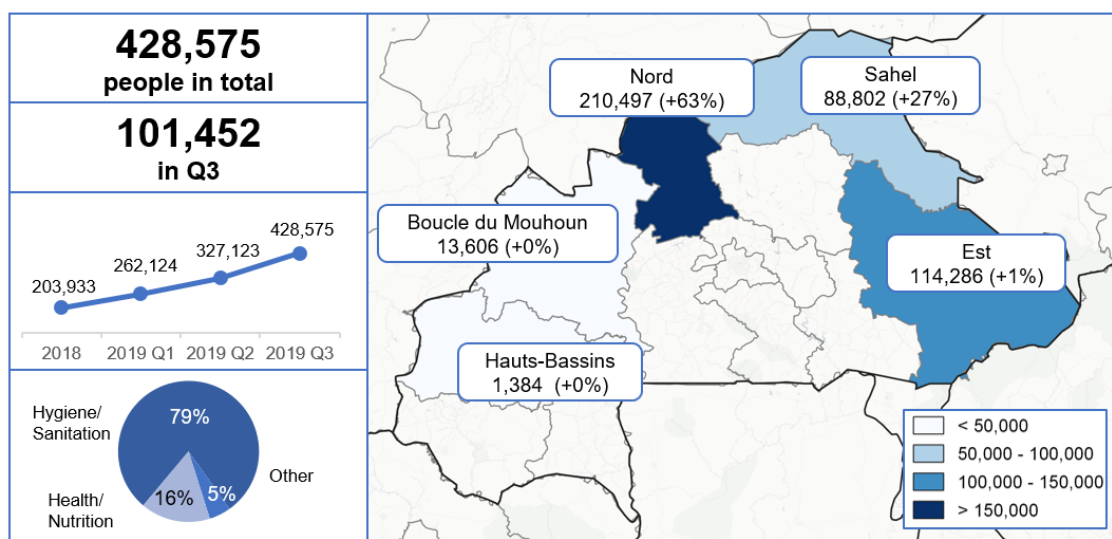 428,575
people in total
101,452
in Q3
203,933
262,124
327,123
428,575
2018
2019 Q1
2019 Q2
2019 Q3
Hygiene/
Sanitation
79%
16%
5%
Health/
Nutrition
Other
Nord
210,497 (+63%)
Sahel
88,802 (+27%)
Boucle du Mouhoun
13,606 (+0%)
Est
114,286 (+1%)
Hauts-Bassins
1,384 (+0%)
< 50,000
50,000 - 100,000
100,000 - 150,000
> 150,000